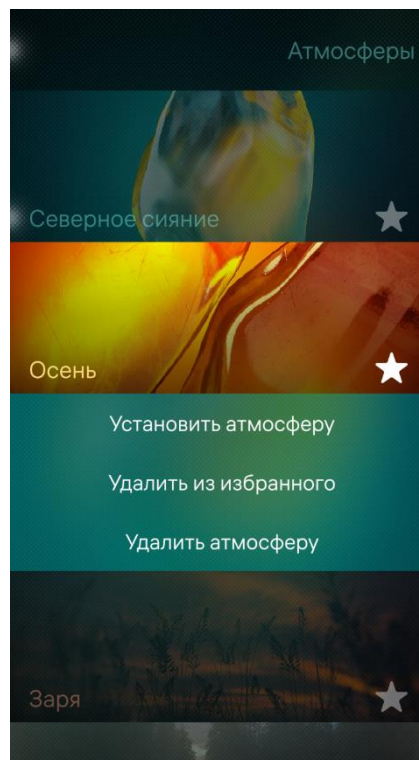 Атмосферы
Северное сияние
Осень
Установить атмосферу
Удалить из избранного
Удалить атмосферу
Заря